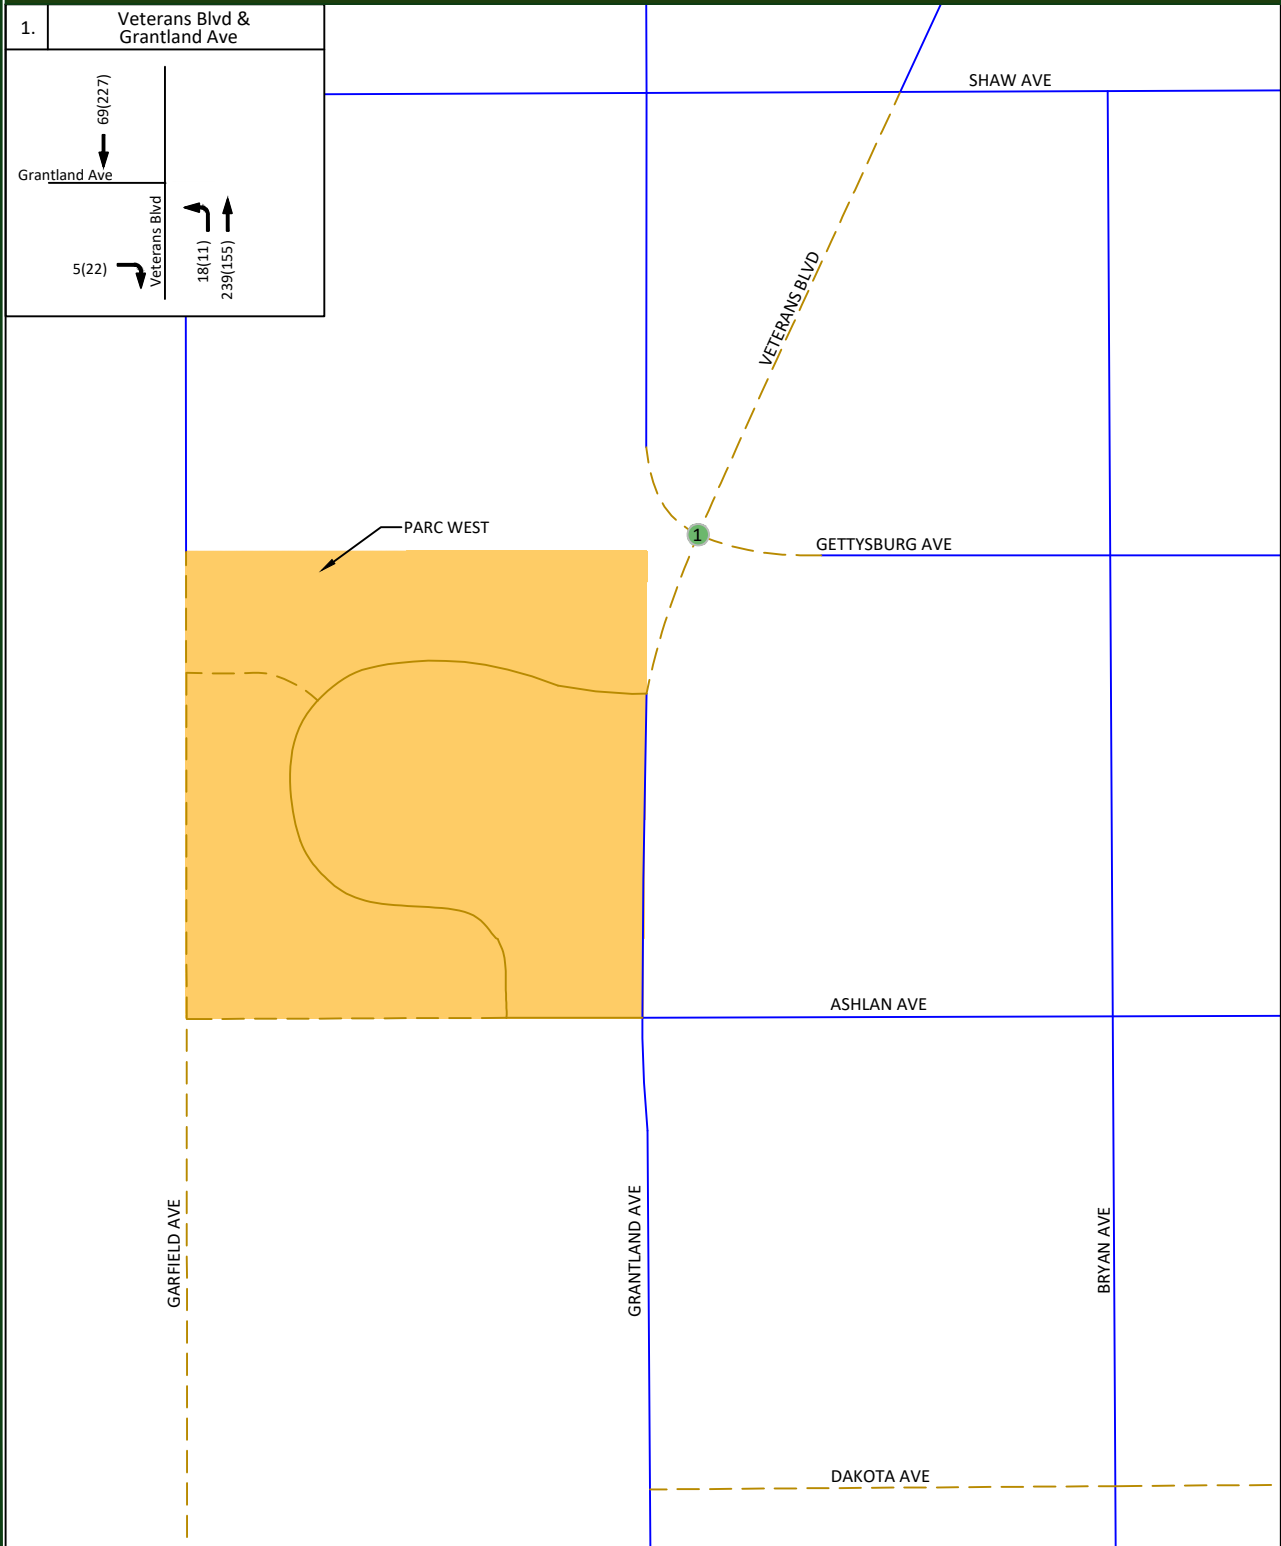 1.
Veterans Blvd &
Grantland Ave
69(227)
Grantland Ave
Veterans Blvd
5(22)
18(11)
239(155)
SHAW AVE
VETERANS BLVD
PARC WEST
1
GETTYSBURG AVE
ASHLAN AVE
GARFIELD AVE
GRANTLAND AVE
BRYAN AVE
DAKOTA AVE